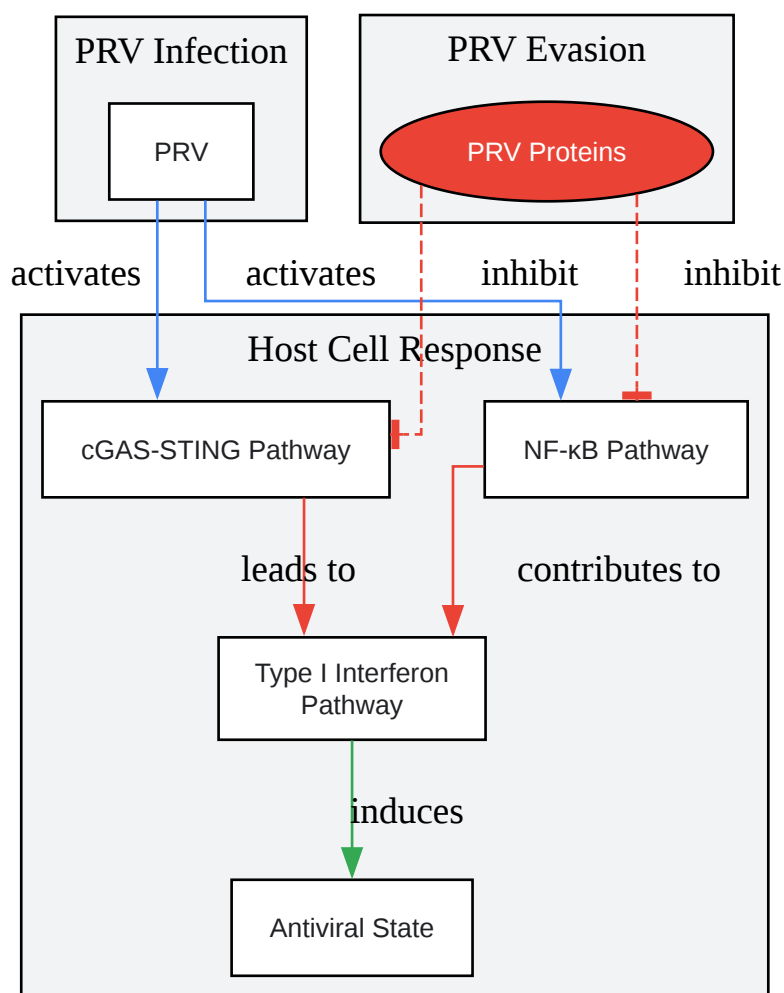 PRV Infection
PRV Evasion
PRV
PRV Proteins
activates
activates
inhibit
inhibit
Host Cell Response
cGAS-STING Pathway
NF-κB Pathway
leads to
contributes to
Type I Interferon
Pathway
induces
Antiviral State